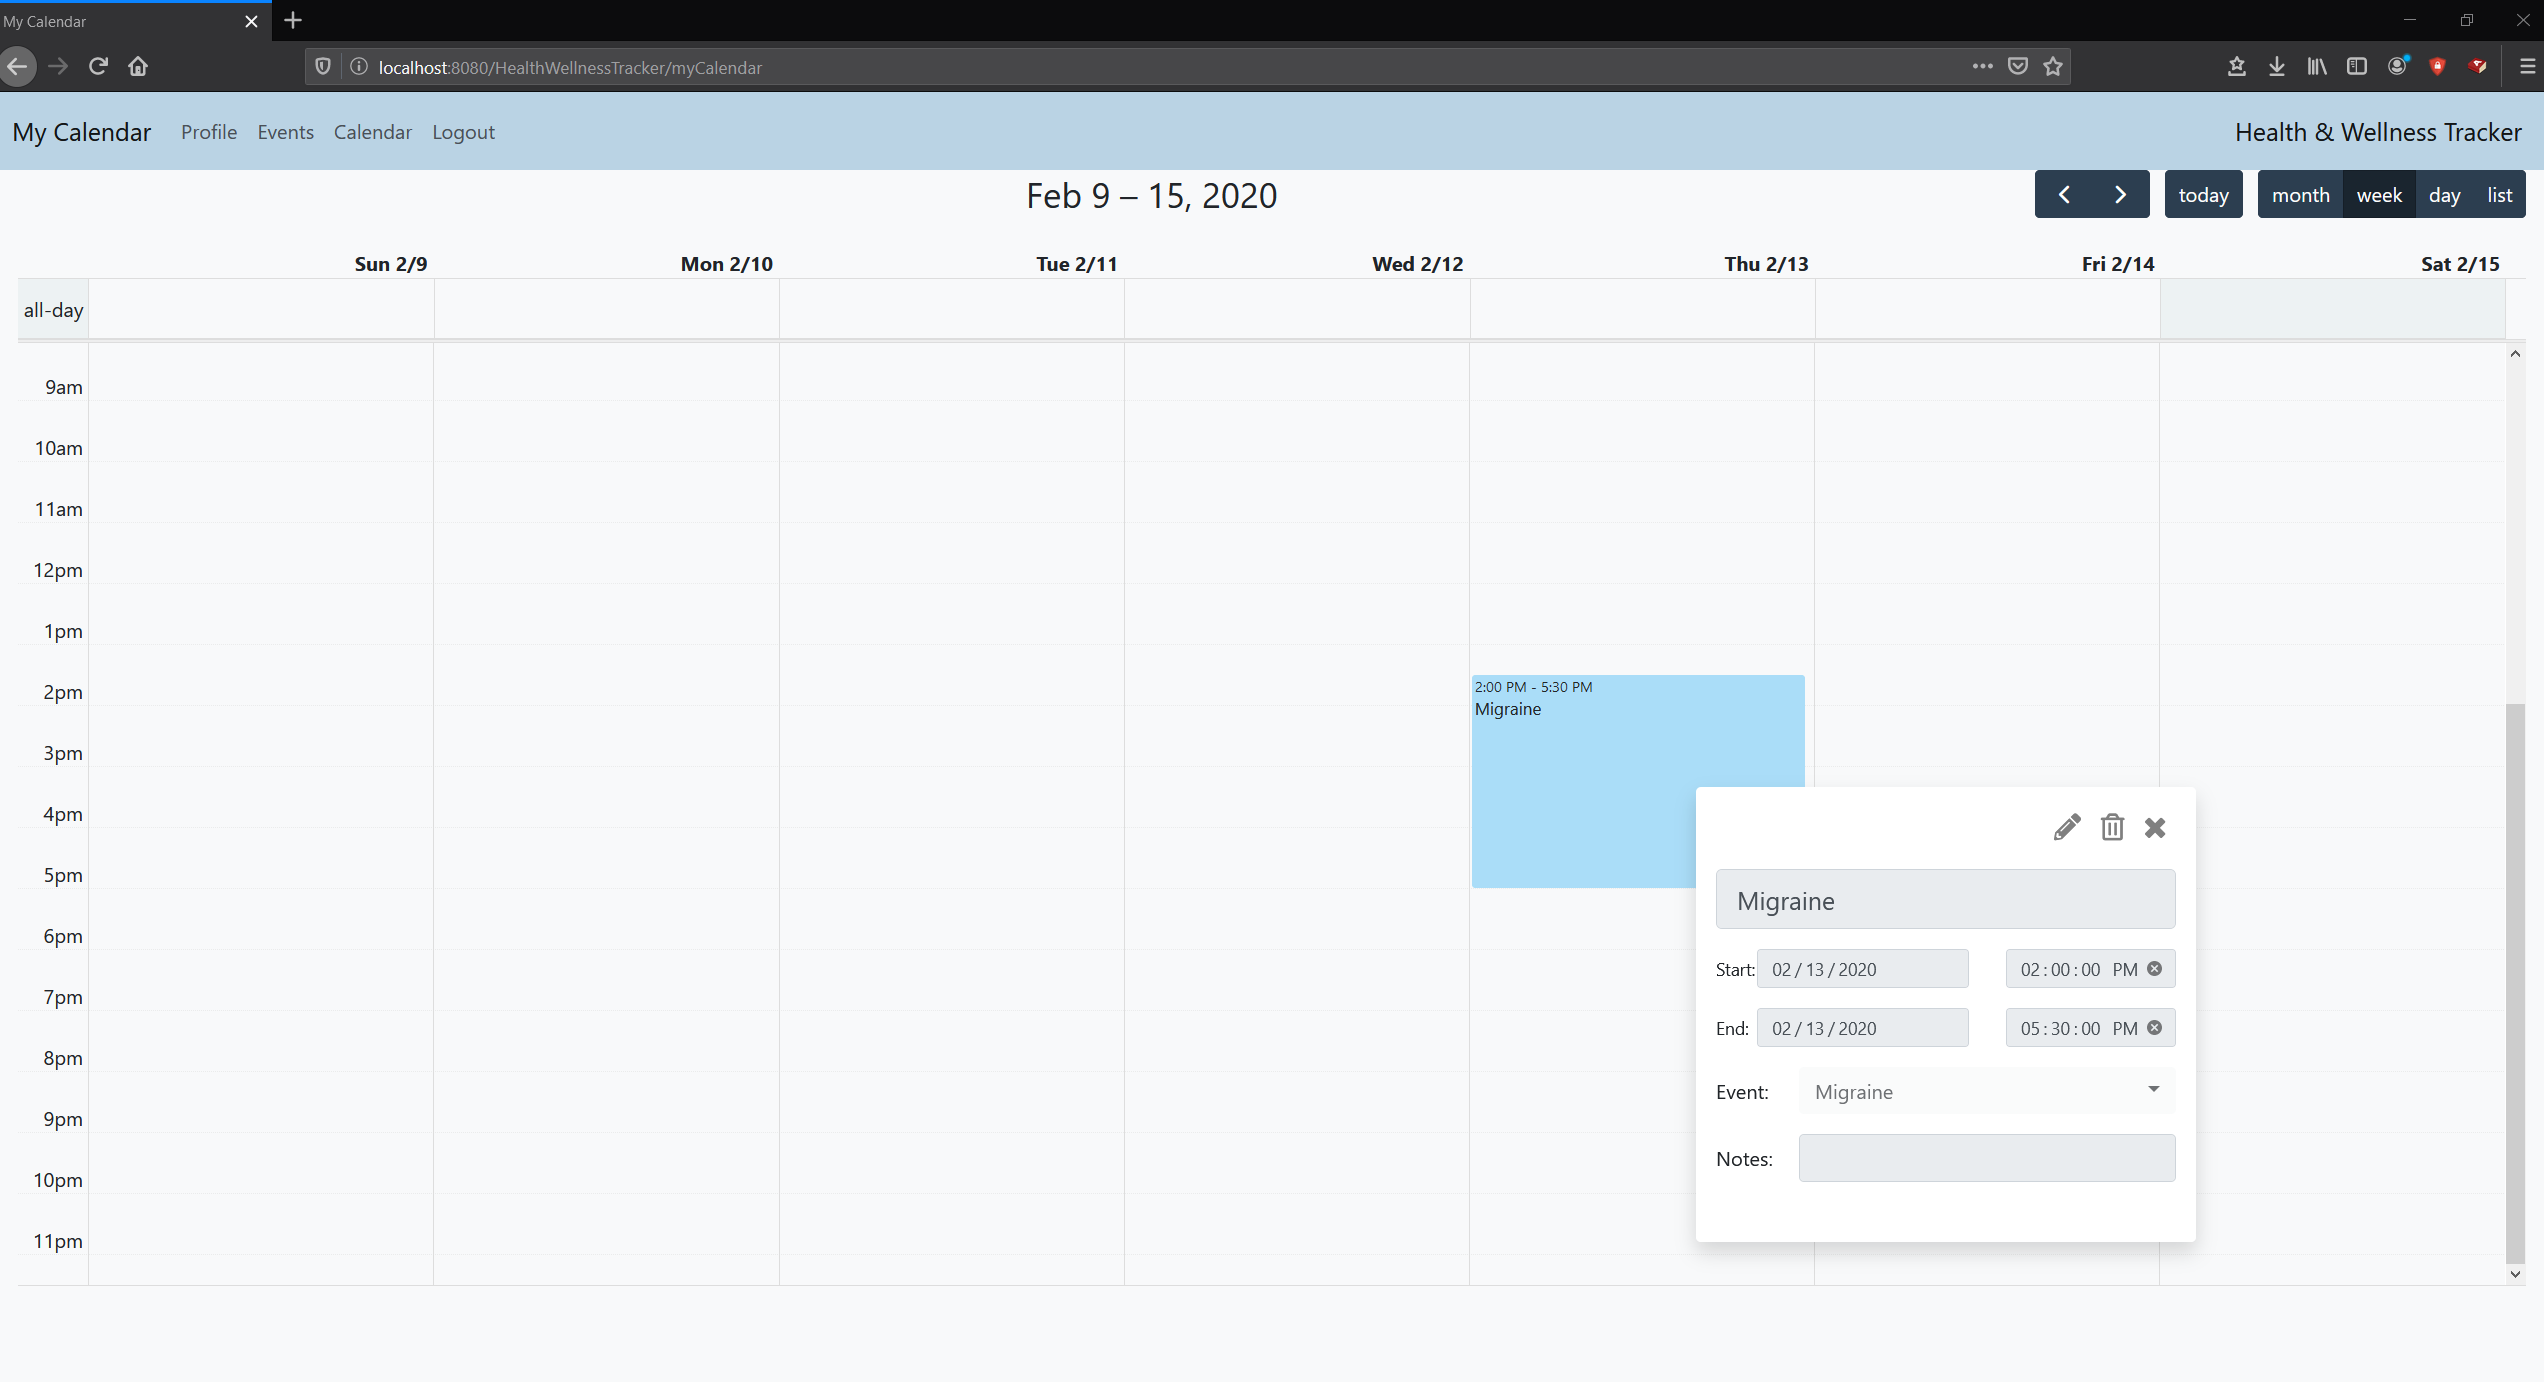 My Calendar
localhost:8080/HealthWellnessTracker/myCalendar
My Calendar Profile Events Calendar Logout Health & Wellness Tracker
Feb 9 – 15, 2020 today month week day list
Sun 2/9 Mon 2/10 Tue 2/11 Wed 2/12 Thu 2/13 Fri 2/14 Sat 2/15
all-day
9am
10am
11am
12pm
1pm
2pm
2:00 PM - 5:30 PM
Migraine
3pm
4pm
5pm
6pm
7pm
8pm
9pm
10pm
11pm
Migraine
Start: 02/13/2020 02:00:00 PM
End: 02/13/2020 05:30:00 PM
Event: Migraine
Notes: